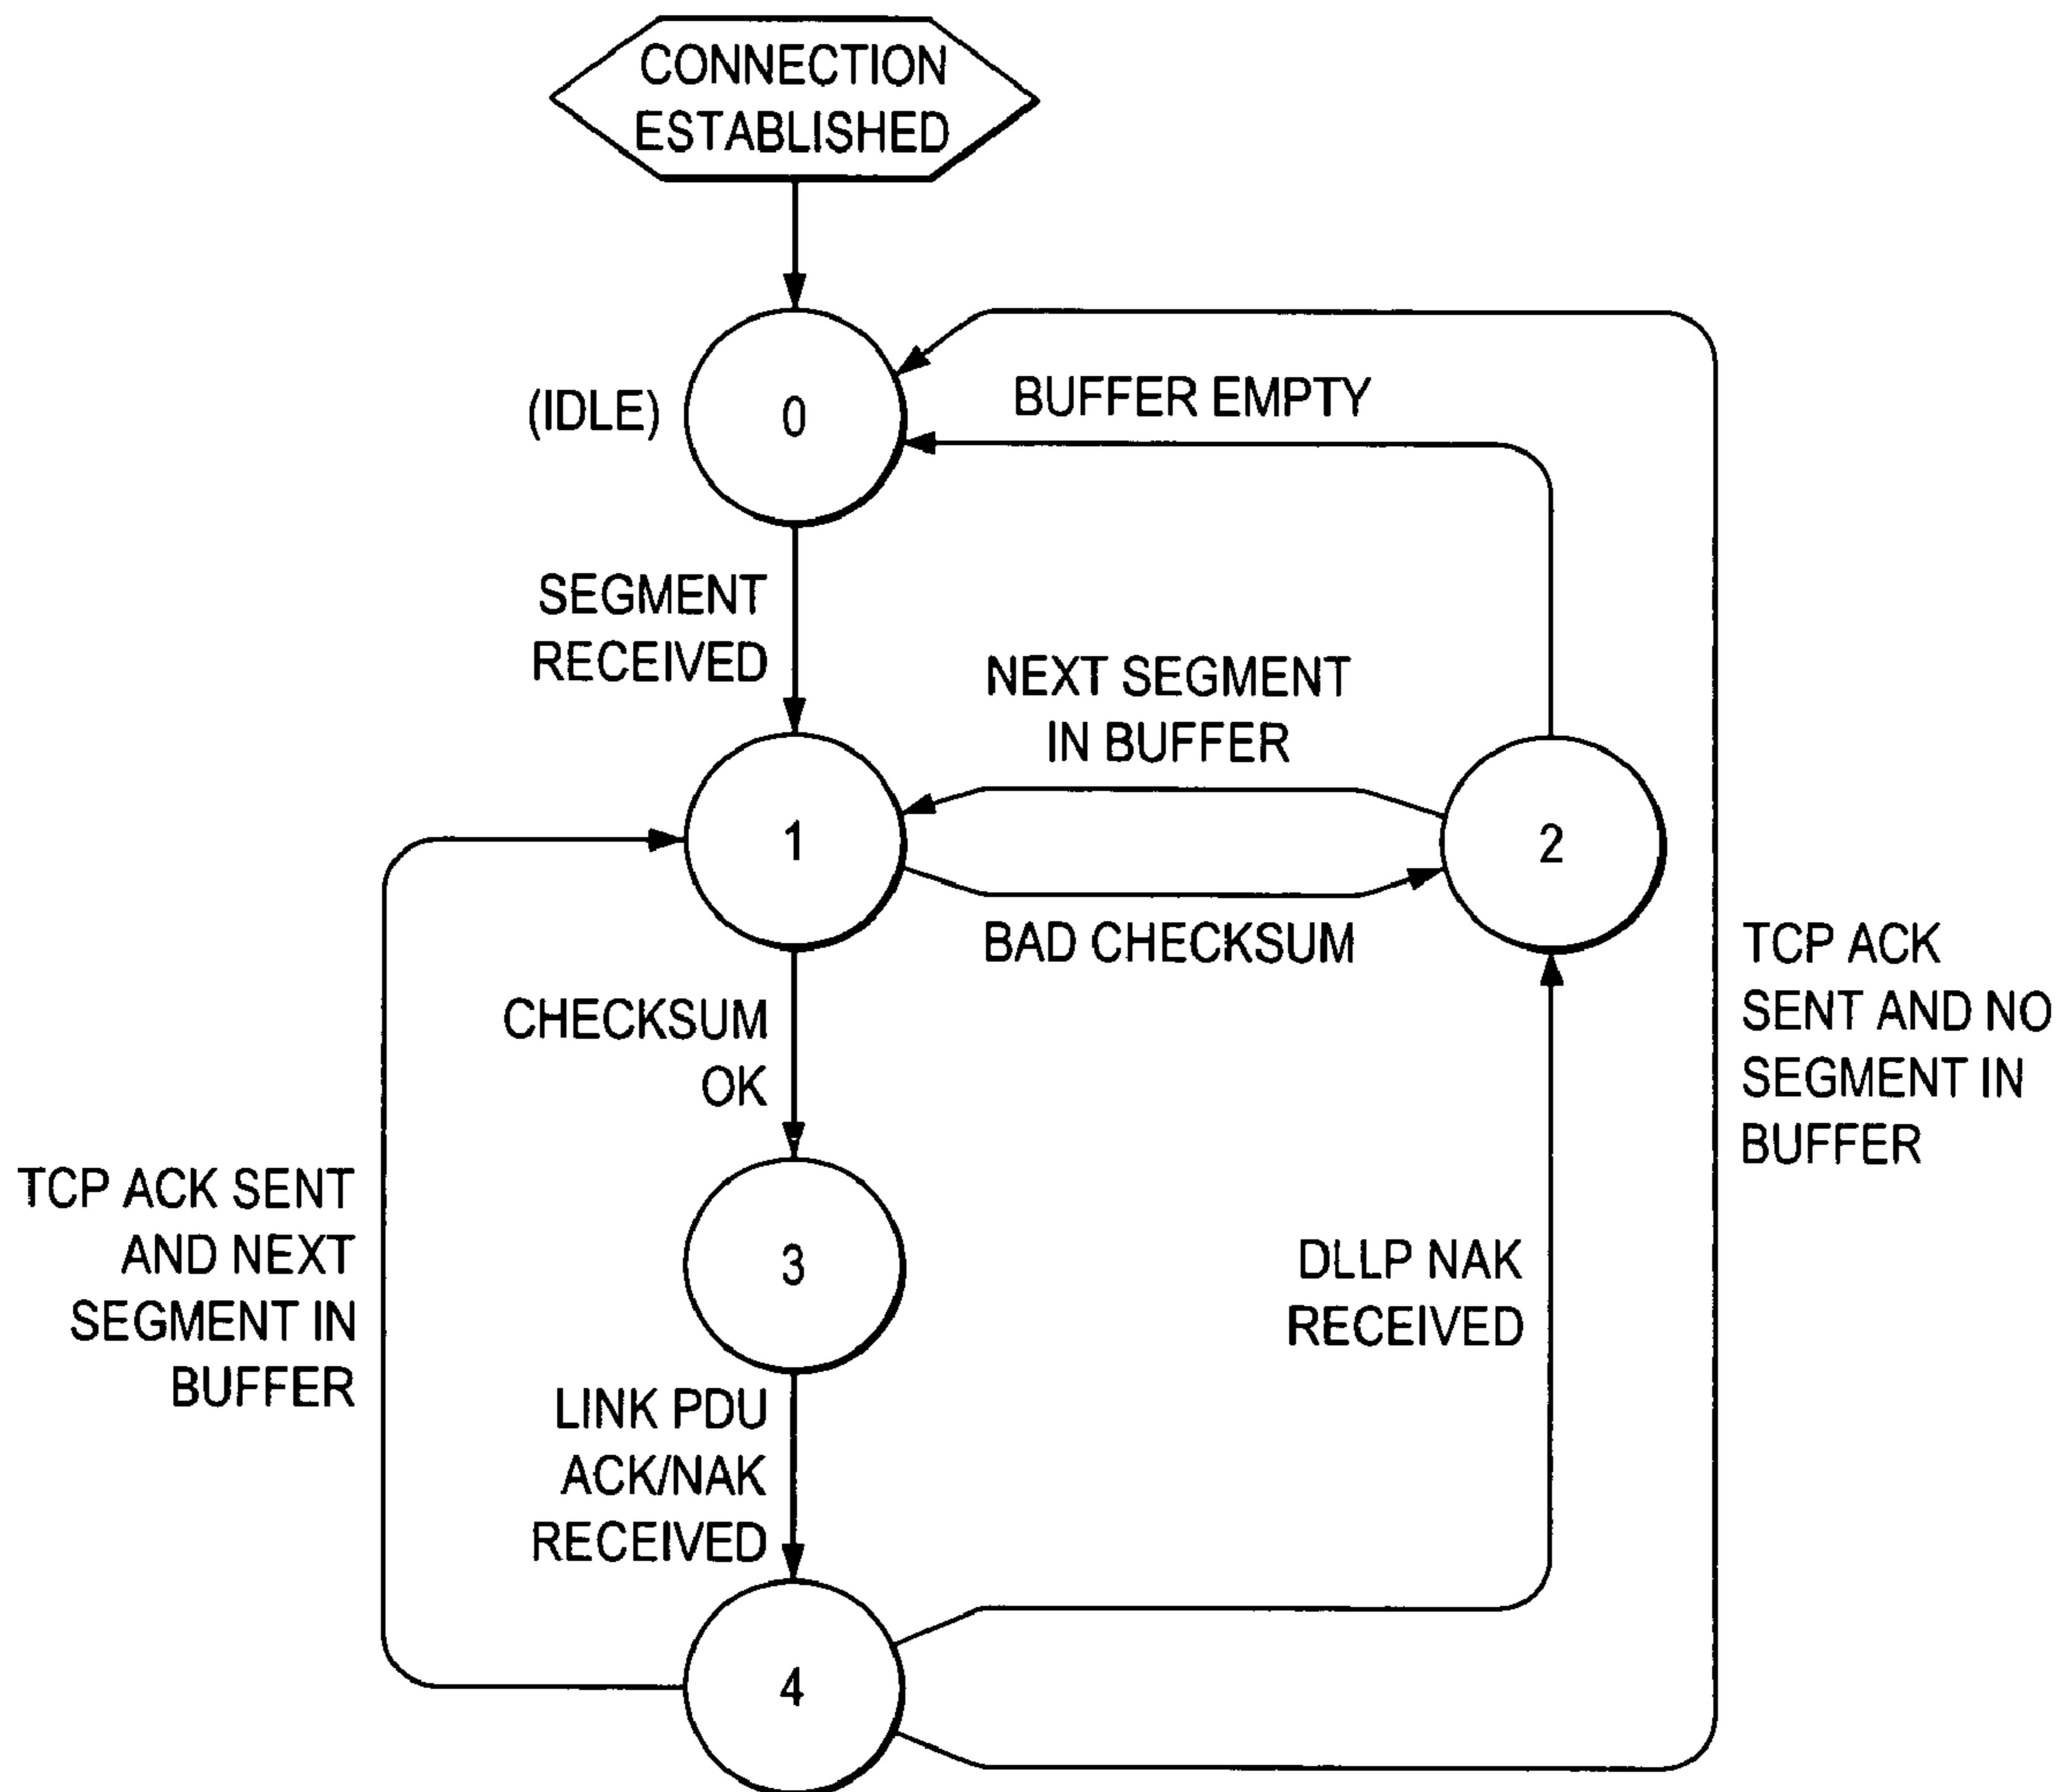 CONNECTION
ESTABLISHED
(IDLE)
0
BUFFER EMPTY
SEGMENT
RECEIVED
NEXT SEGMENT
IN BUFFER
1
2
BAD CHECKSUM
CHECKSUM
OK
TCP ACK
SENT AND NO
SEGMENT IN
BUFFER
TCP ACK SENT
AND NEXT
SEGMENT IN
BUFFER
3
DLLP NAK
RECEIVED
LINK PDU
ACK/NAK
RECEIVED
4